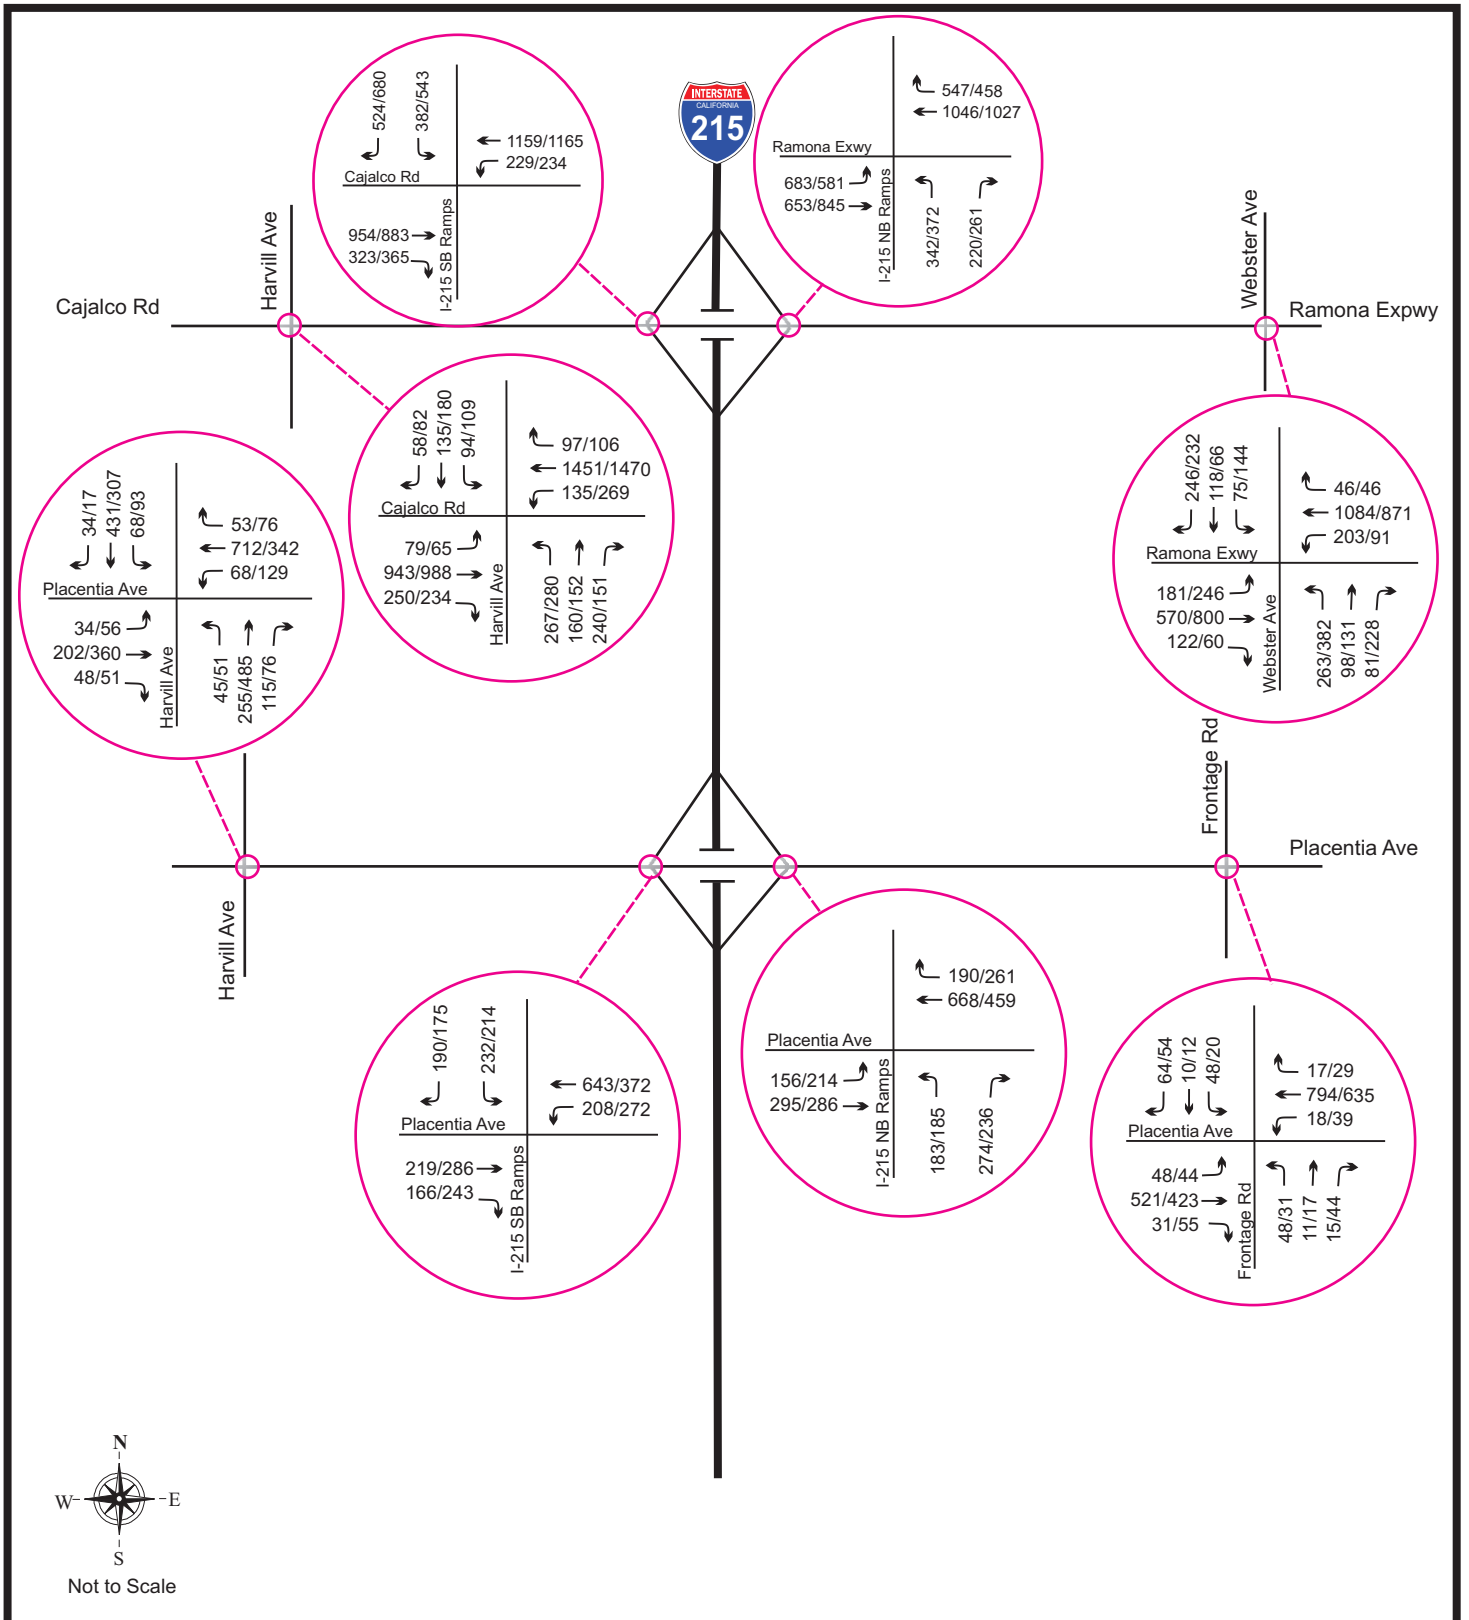 INTERSTATE
CALIFORNIA
215
524/680
382/543
1159/1165
229/234
Cajalco Rd
954/883
323/365
I-215 SB Ramps
547/458
1046/1027
Ramona Exwy
683/581
653/845
I-215 NB Ramps
342/372
220/261
Harvill Ave
Webster Ave
Cajalco Rd
Ramona Expwy
58/82
135/180
94/109
97/106
1451/1470
135/269
Cajalco Rd
79/65
943/988
250/234
Harvill Ave
267/280
160/152
240/151
246/232
118/66
75/144
46/46
1084/871
203/91
Ramona Exwy
181/246
570/800
122/60
Webster Ave
263/382
98/131
81/228
34/17
431/307
68/93
53/76
712/342
68/129
Placentia Ave
34/56
202/360
48/51
Harvill Ave
45/51
255/485
115/76
Frontage Rd
Placentia Ave
Harvill Ave
190/175
232/214
643/372
208/272
Placentia Ave
219/286
166/243
I-215 SB Ramps
190/261
668/459
Placentia Ave
156/214
295/286
I-215 NB Ramps
183/185
274/236
64/54
10/12
48/20
17/29
794/635
18/39
Placentia Ave
48/44
521/423
31/55
Frontage Rd
48/31
11/17
15/44
N
W
E
S
Not to Scale